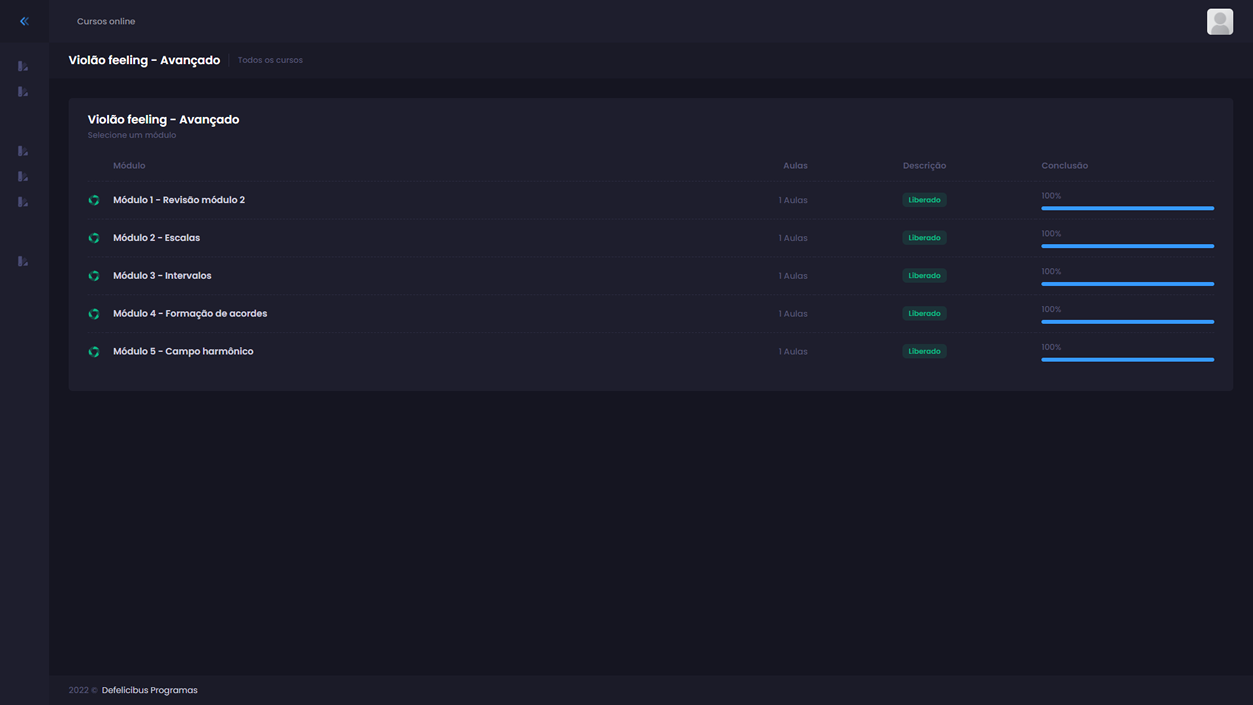 Cursos online
Violão feeling - Avançado
Todos os cursos
Violão feeling - Avançado
Selecione um módulo
Módulo Aulas Descrição Conclusão
Módulo 1 - Revisão módulo 2 1 Aulas Liberado 100%
Módulo 2 - Escalas 1 Aulas Liberado 100%
Módulo 3 - Intervalos 1 Aulas Liberado 100%
Módulo 4 - Formação de acordes 1 Aulas Liberado 100%
Módulo 5 - Campo harmônico 1 Aulas Liberado 100%
2022 © Defelicibus Programas